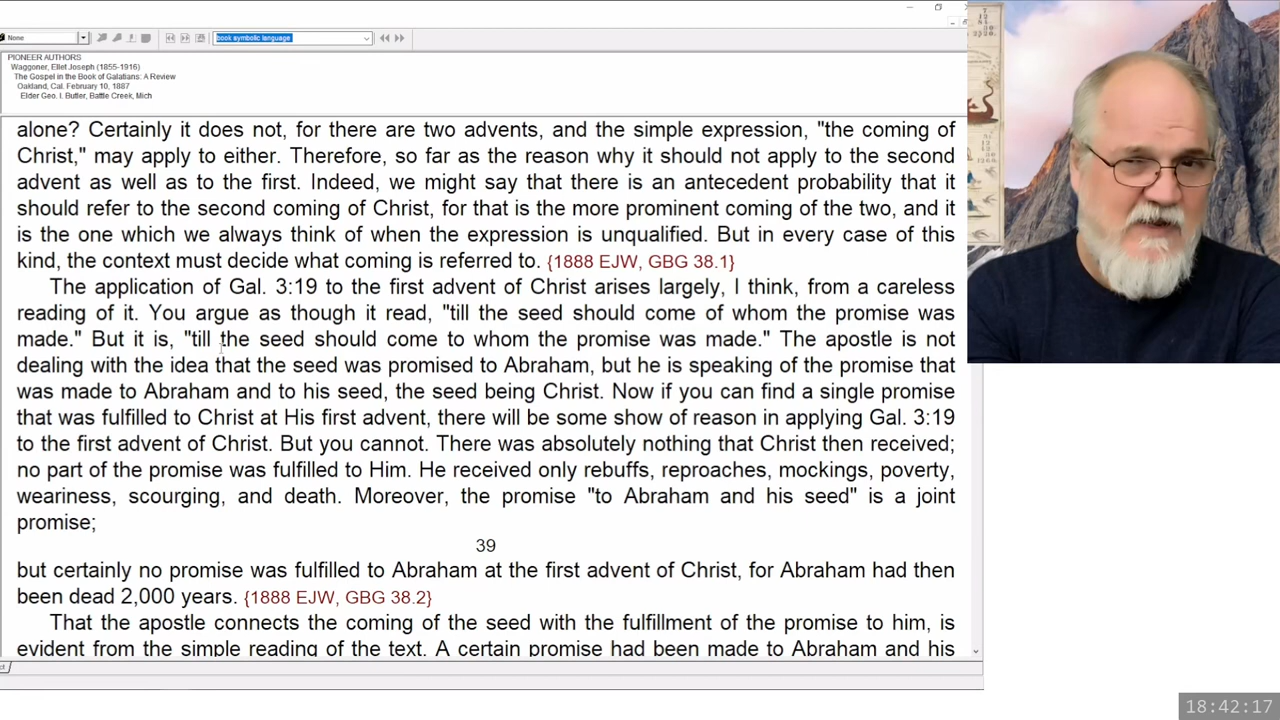 None
book symbolic language
PIONEER AUTHORS
Waggoner, Ellet Joseph (1855-1916)
The Gospel in the Book of Galatians: A Review
Oakland, Cal. February 10, 1887
Elder Geo. I. Butler, Battle Creek, Mich
alone? Certainly it does not, for there are two advents, and the simple expression, "the coming of
Christ," may apply to either. Therefore, so far as the reason why it should not apply to the second
advent as well as to the first. Indeed, we might say that there is an antecedent probability that it
should refer to the second coming of Christ, for that is the more prominent coming of the two, and it
is the one which we always think of when the expression is unqualified. But in every case of this
kind, the context must decide what coming is referred to. {1888 EJW, GBG 38.1}
The application of Gal. 3:19 to the first advent of Christ arises largely, I think, from a careless
reading of it. You argue as though it read, "till the seed should come of whom the promise was
made." But it is, "till the seed should come to whom the promise was made." The apostle is not
dealing with the idea that the seed was promised to Abraham, but he is speaking of the promise that
was made to Abraham and to his seed, the seed being Christ. Now if you can find a single promise
that was fulfilled to Christ at His first advent, there will be some show of reason in applying Gal. 3:19
to the first advent of Christ. But you cannot. There was absolutely nothing that Christ then received;
no part of the promise was fulfilled to Him. He received only rebuffs, reproaches, mockings, poverty,
weariness, scourging, and death. Moreover, the promise "to Abraham and his seed" is a joint
promise;
39
but certainly no promise was fulfilled to Abraham at the first advent of Christ, for Abraham had then
been dead 2,000 years. {1888 EJW, GBG 38.2}
That the apostle connects the coming of the seed with the fulfillment of the promise to him, is
evident from the simple reading of the text. A certain promise had been made to Abraham and his
18:42:17